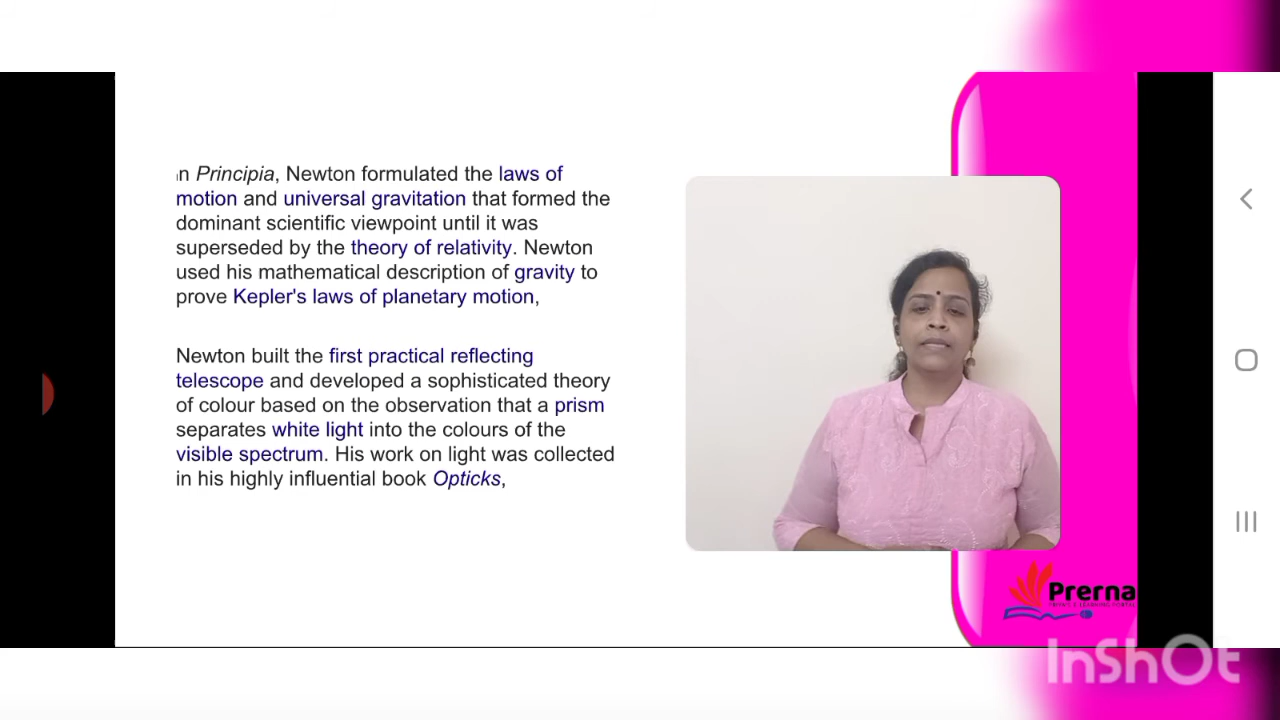 in Principia, Newton formulated the laws of
motion and universal gravitation that formed the
dominant scientific viewpoint until it was
superseded by the theory of relativity. Newton
used his mathematical description of gravity to
prove Kepler's laws of planetary motion,
Newton built the first practical reflecting
telescope and developed a sophisticated theory
of colour based on the observation that a prism
separates white light into the colours of the
visible spectrum. His work on light was collected
in his highly influential book Opticks,
Prerna
InShOt